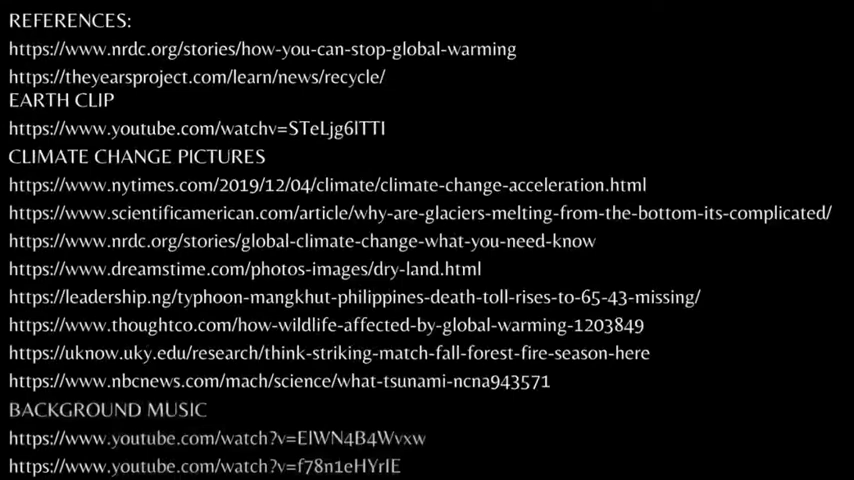 REFERENCES:
https://www.nrdc.org/stories/how-you-can-stop-global-warming
https://theyearsproject.com/learn/news/recycle/
EARTH CLIP
https://www.youtube.com/watchv=STeLjg6lTTI
CLIMATE CHANGE PICTURES
https://www.nytimes.com/2019/12/04/climate/climate-change-acceleration.html
https://www.scientificamerican.com/article/why-are-glaciers-melting-from-the-bottom-its-complicated/
https://www.nrdc.org/stories/global-climate-change-what-you-need-know
https://www.dreamstime.com/photos-images/dry-land.html
https://leadership.ng/typhoon-mangkhut-philippines-death-toll-rises-to-65-43-missing/
https://www.thoughtco.com/how-wildlife-affected-by-global-warming-1203849
https://uknow.uky.edu/research/think-striking-match-fall-forest-fire-season-here
https://www.nbcnews.com/mach/science/what-tsunami-ncna943571
BACKGROUND MUSIC
https://www.youtube.com/watch?v=ElWN4B4Wvxw
https://www.youtube.com/watch?v=f78n1eHYrlE